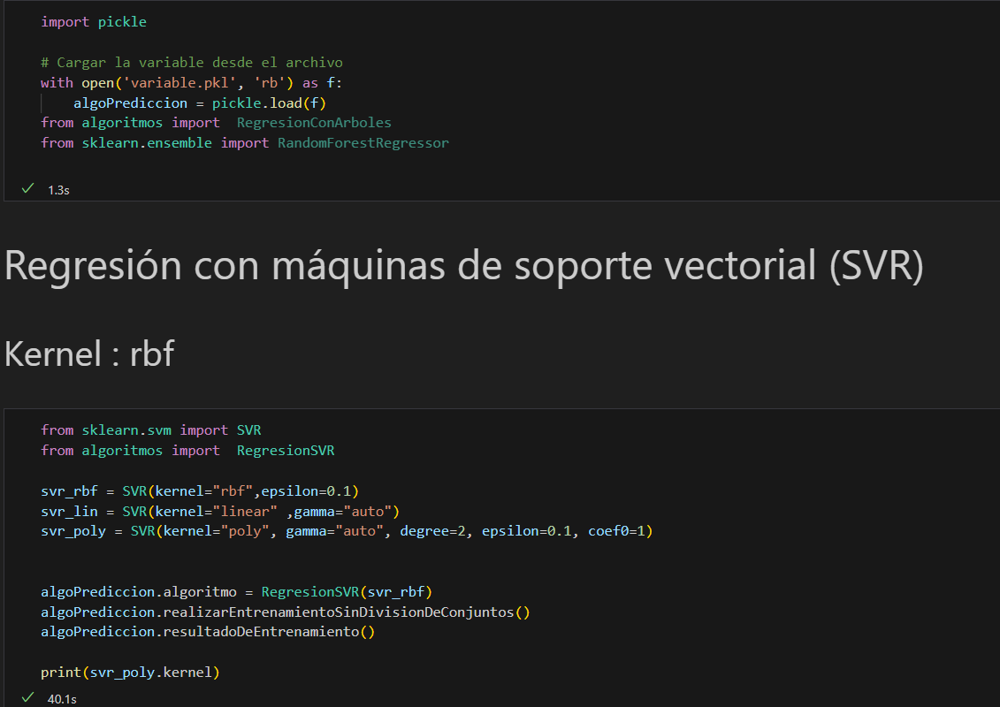 import pickle
# Cargar la variable desde el archivo
with open('variable.pkl', 'rb') as f:
    algoPrediccion = pickle.load(f)
from algoritmos import  RegresionConArboles
from sklearn.ensemble import RandomForestRegressor
1.3s
Regresión con máquinas de soporte vectorial (SVR)
Kernel : rbf
from sklearn.svm import SVR
from algoritmos import  RegresionSVR
svr_rbf = SVR(kernel="rbf",epsilon=0.1)
svr_lin = SVR(kernel="linear" ,gamma="auto")
svr_poly = SVR(kernel="poly", gamma="auto", degree=2, epsilon=0.1, coef0=1)
algoPrediccion.algoritmo = RegresionSVR(svr_rbf)
algoPrediccion.realizarEntrenamientoSinDivisionDeConjuntos()
algoPrediccion.resultadoDeEntrenamiento()
print(svr_poly.kernel)
40.1s